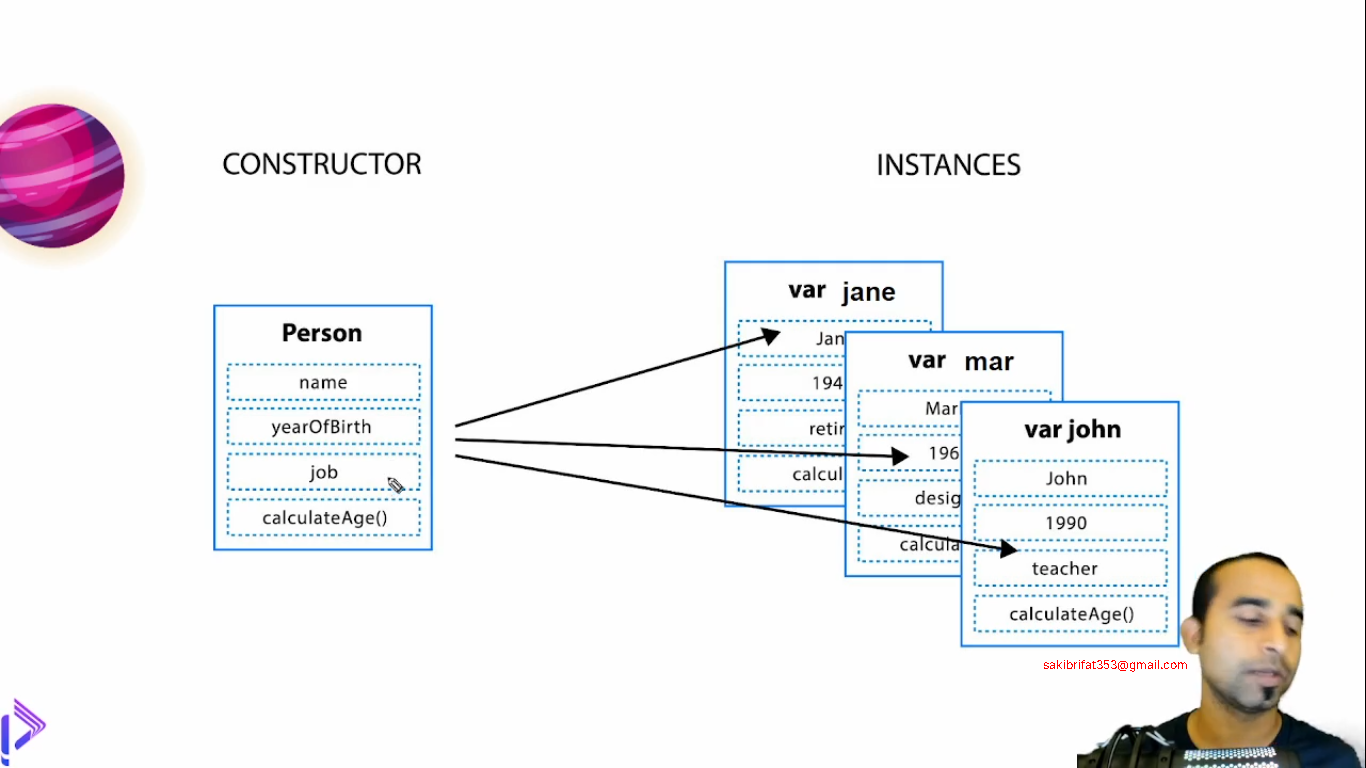 CONSTRUCTOR
INSTANCES
Person
name
yearOfBirth
job
calculateAge()
var jane
Jan
194
retir
calcul
var mar
Mar
196
desig
calcula
var john
John
1990
teacher
calculateAge()
sakibrifat353@gmail.com